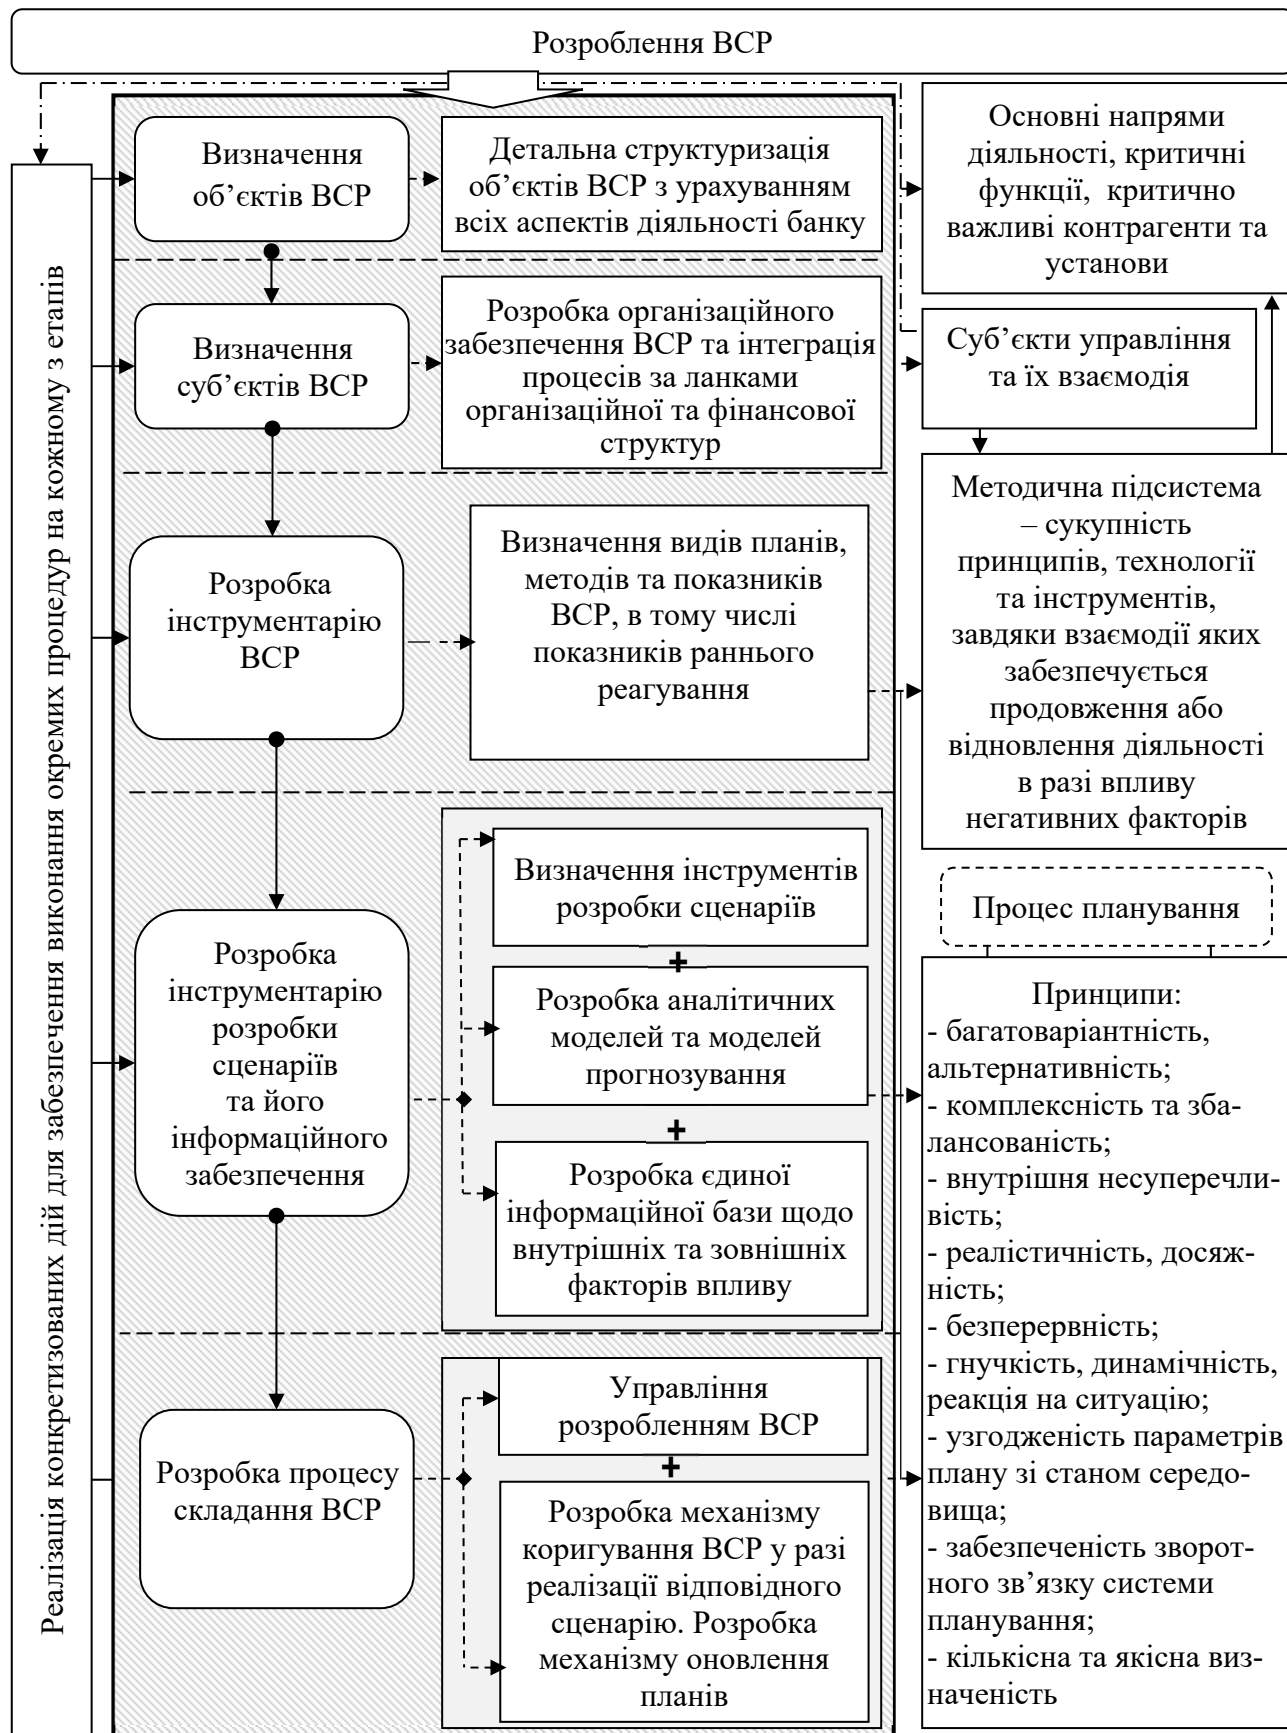 Розроблення ВСР
Реалізація конкретизованих дій для забезпечення виконання окремих процедур на кожному з етапів
Визначення
об’єктів ВСР
Детальна структуризація
об’єктів ВСР з урахуванням
всіх аспектів діяльності банку
Основні напрями
діяльності, критичні
функції, критично
важливі контрагенти та
установи
Визначення
суб’єктів ВСР
Розробка організаційного
забезпечення ВСР та інтеграція
процесів за ланками
організаційної та фінансової
структур
Суб’єкти управління
та їх взаємодія
Розробка
інструментарію
ВСР
Визначення видів планів,
методів та показників
ВСР, в тому числі
показників раннього
реагування
Методична підсистема
– сукупність
принципів, технології
та інструментів,
завдяки взаємодії яких
забезпечується
продовження або
відновлення діяльності
в разі впливу
негативних факторів
Розробка
інструментарію
розробки
сценаріїв
та його
інформаційного
забезпечення
Визначення інструментів
розробки сценаріїв
+
Розробка аналітичних
моделей та моделей
прогнозування
+
Розробка єдиної
інформаційної бази щодо
внутрішніх та зовнішніх
факторів впливу
Процес планування
Принципи:
- багатоваріантність,
альтернативність;
- комплексність та зба-
лансованість;
- внутрішня несуперечли-
вість;
- реалістичність, досяж-
ність;
- безперервність;
- гнучкість, динамічність,
реакція на ситуацію;
- узгодженість параметрів
плану зі станом середо-
вища;
- забезпеченість зворот-
ного зв’язку системи
планування;
- кількісна та якісна виз-
наченість
Розробка процесу
складання ВСР
Управління
розробленням ВСР
+
Розробка механізму
коригування ВСР у разі
реалізації відповідного
сценарію. Розробка
механізму оновлення
планів